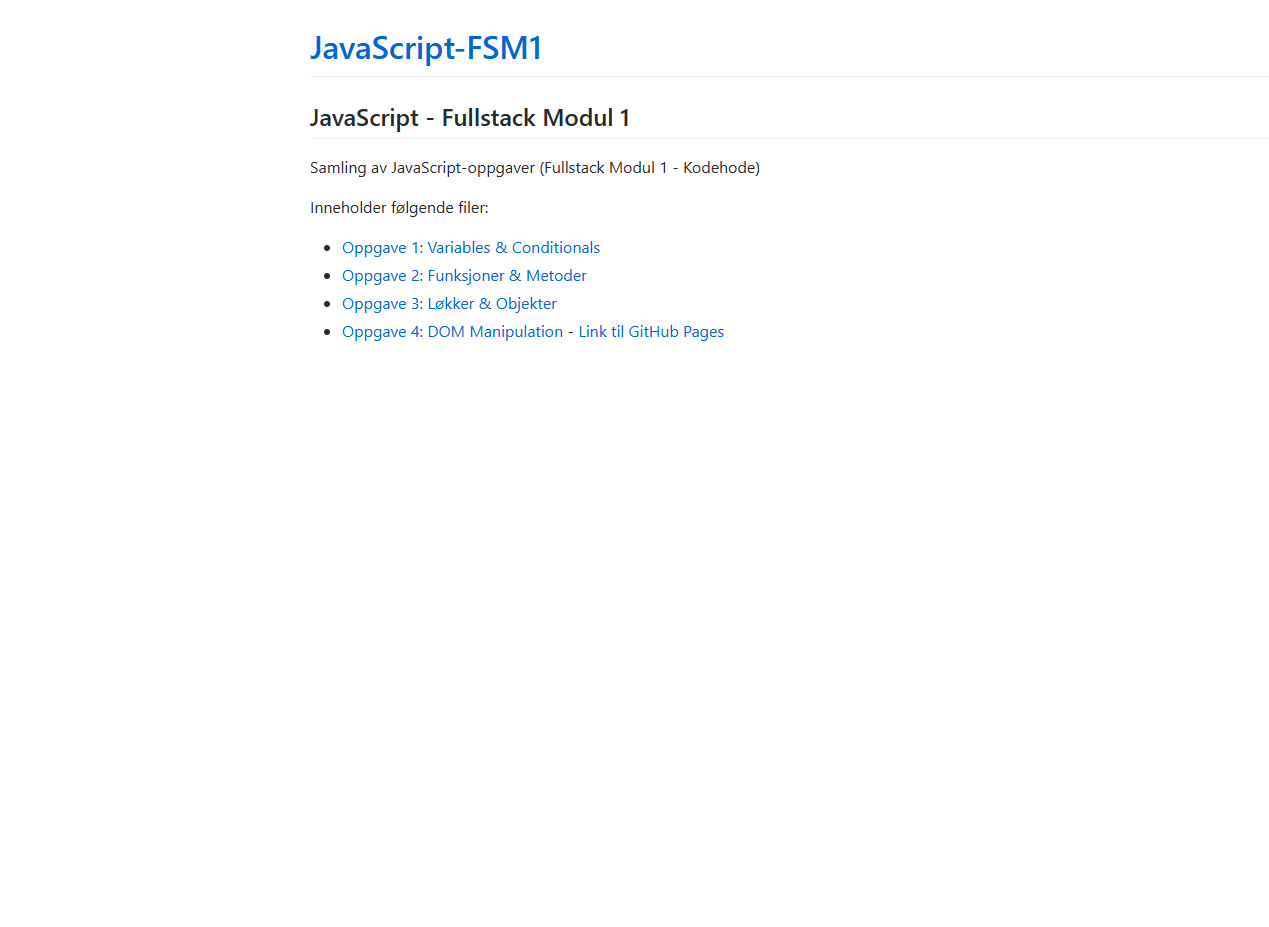 JavaScript-FSM1
JavaScript - Fullstack Modul 1
Samling av JavaScript-oppgaver (Fullstack Modul 1 - Kodehode)
Inneholder følgende filer:
Oppgave 1: Variables & Conditionals
Oppgave 2: Funksjoner & Metoder
Oppgave 3: Løkker & Objekter
Oppgave 4: DOM Manipulation - Link til GitHub Pages